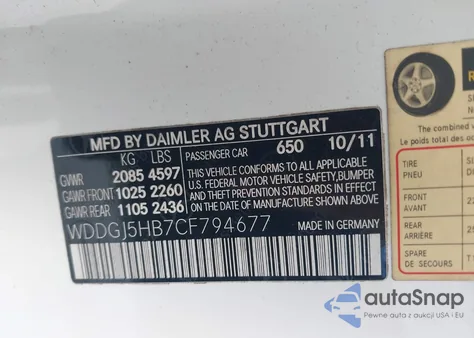 MFD BY DAIMLER AG STUTTGART
KG LBS PASSENGER CAR 650 10/11
GVWR 2085 4597
GAWR FRONT 1025 2260
GAWR REAR 1105 2436
THIS VEHICLE CONFORMS TO ALL APPLICABLE
U.S. FEDERAL MOTOR VEHICLE SAFETY, BUMPER
AND THEFT PREVENTION STANDARDS IN EFFECT
ON THE DATE OF MANUFACTURE SHOWN ABOVE
WDDGJ5HB7CF794677
MADE IN GERMANY
The combined
Le poids total des oc
TIRE
PNEU
FRONT
AVANT
REAR
ARRIÈRE
SPARE
DE SECOURS
autoSnap
Pewne auta z aukcji USA